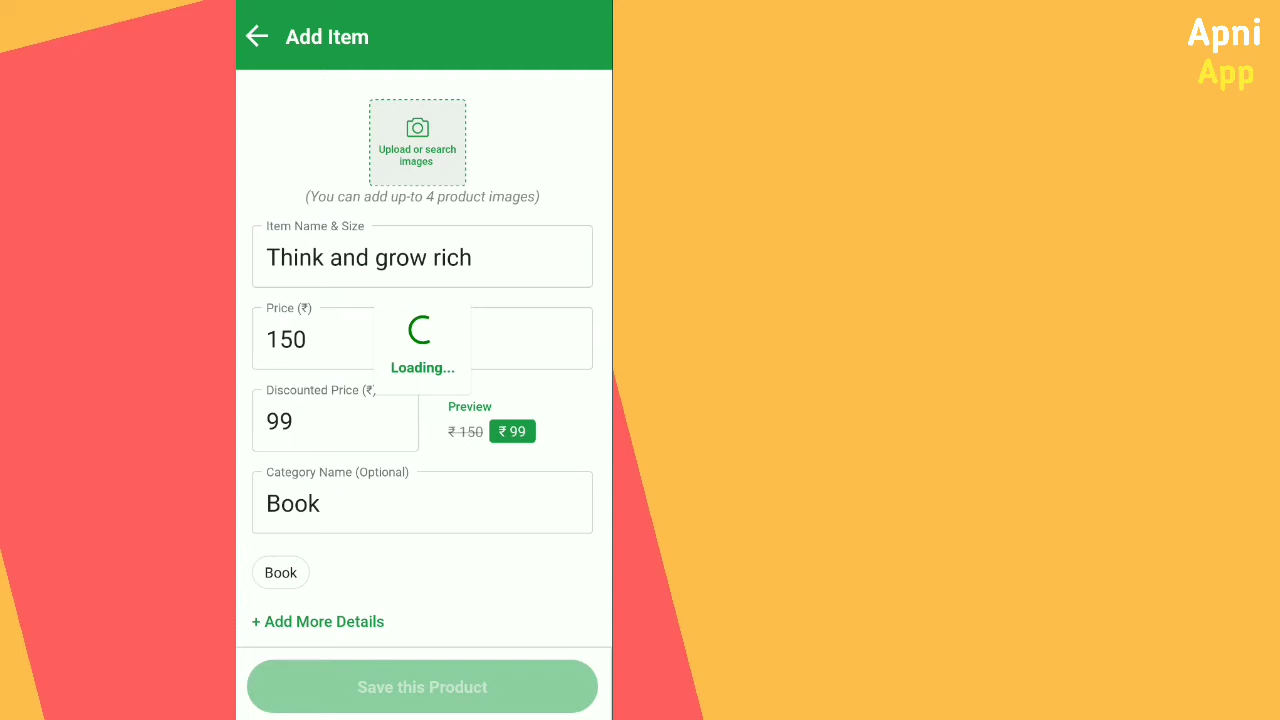 Add Item
Apni
App
Upload or search
images
(You can add up-to 4 product images)
Item Name & Size
Think and grow rich
Price (₹)
150
Loading...
Discounted Price (₹)
99
Preview
₹ 150 ₹ 99
Category Name (Optional)
Book
Book
+ Add More Details
Save this Product